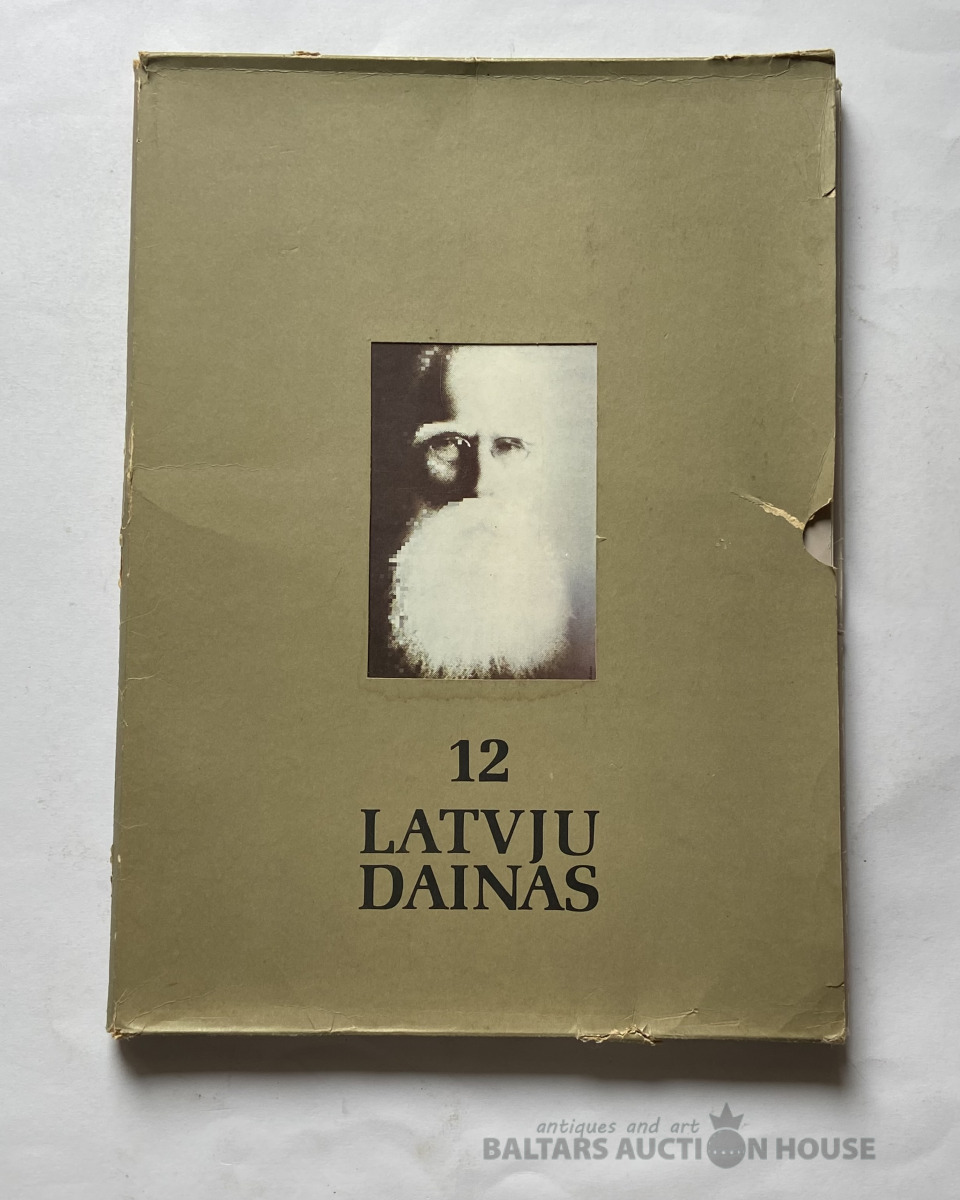 12
LATVJU
DAINAS
antiques and art
BALTARS AUCTION HOUSE